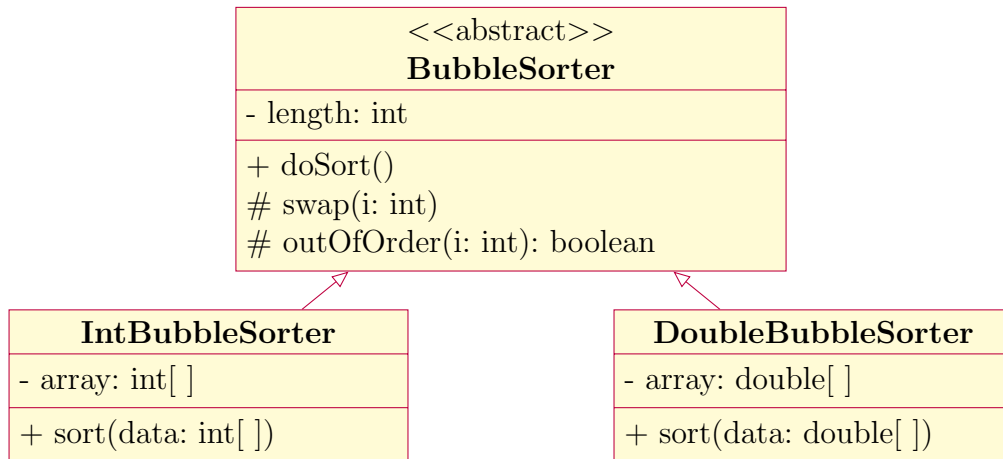 <<abstract>>
BubbleSorter
- length: int
+ doSort()
# swap(i: int)
# outOfOrder(i: int): boolean
IntBubbleSorter
- array: int[ ]
+ sort(data: int[ ])
DoubleBubbleSorter
- array: double[ ]
+ sort(data: double[ ])